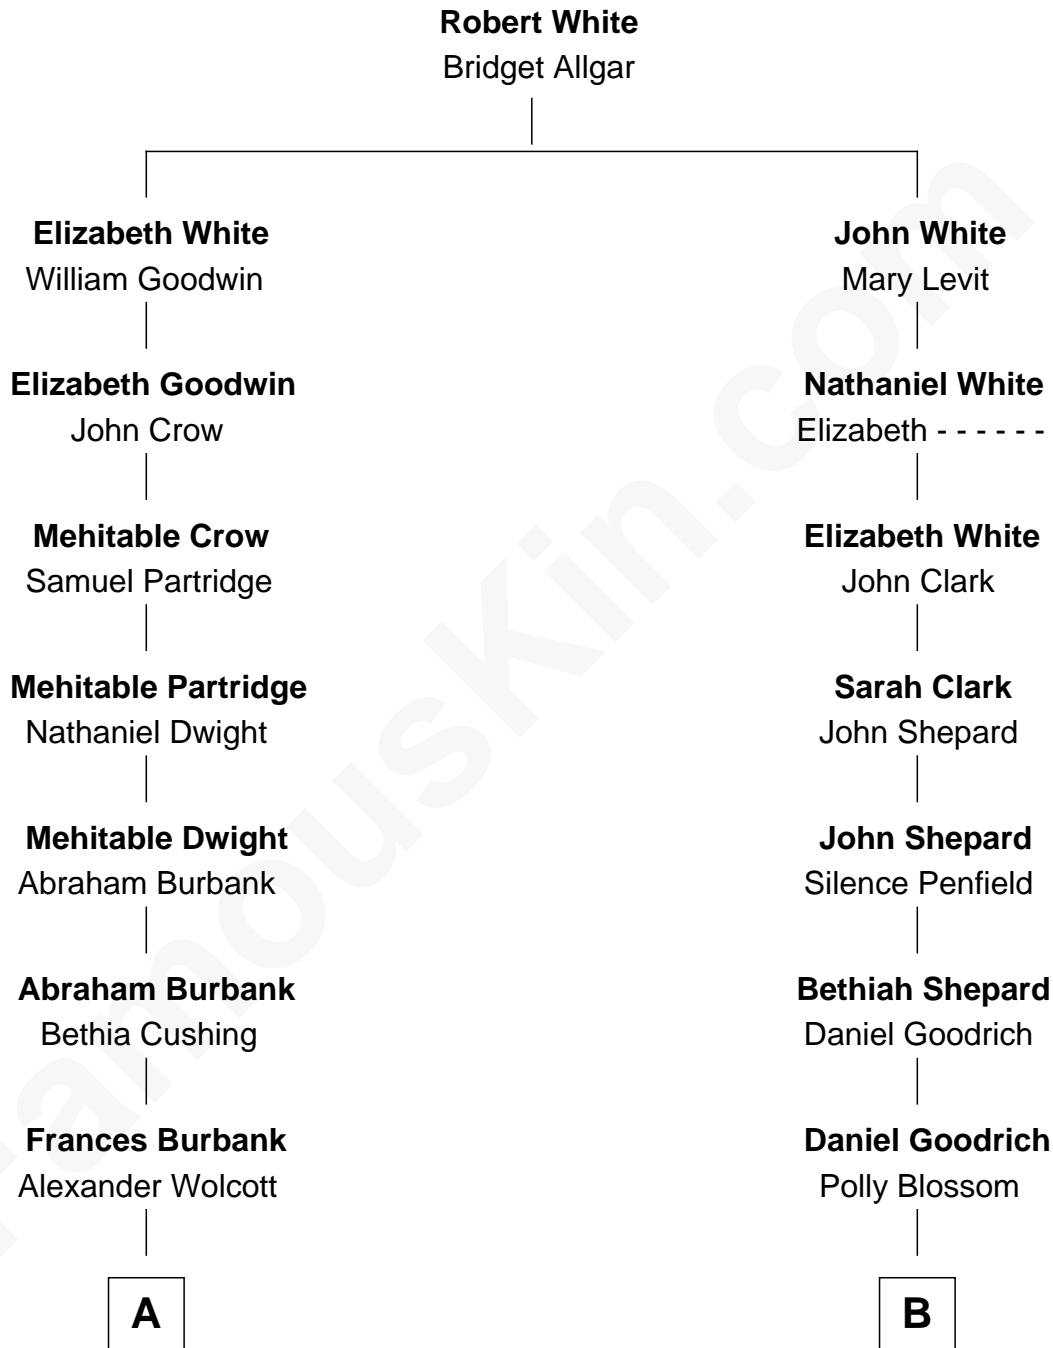 Robert White
Bridget Allgar
Elizabeth White
William Goodwin
John White
Mary Levit
Elizabeth Goodwin
John Crow
Nathaniel White
Elizabeth - - - - - -
Mehitable Crow
Samuel Partridge
Elizabeth White
John Clark
Mehitable Partridge
Nathaniel Dwight
Sarah Clark
John Shepard
Mehitable Dwight
Abraham Burbank
John Shepard
Silence Penfield
Abraham Burbank
Bethia Cushing
Bethiah Shepard
Daniel Goodrich
Frances Burbank
Alexander Wolcott
Daniel Goodrich
Polly Blossom
A
B
FamousKin.com